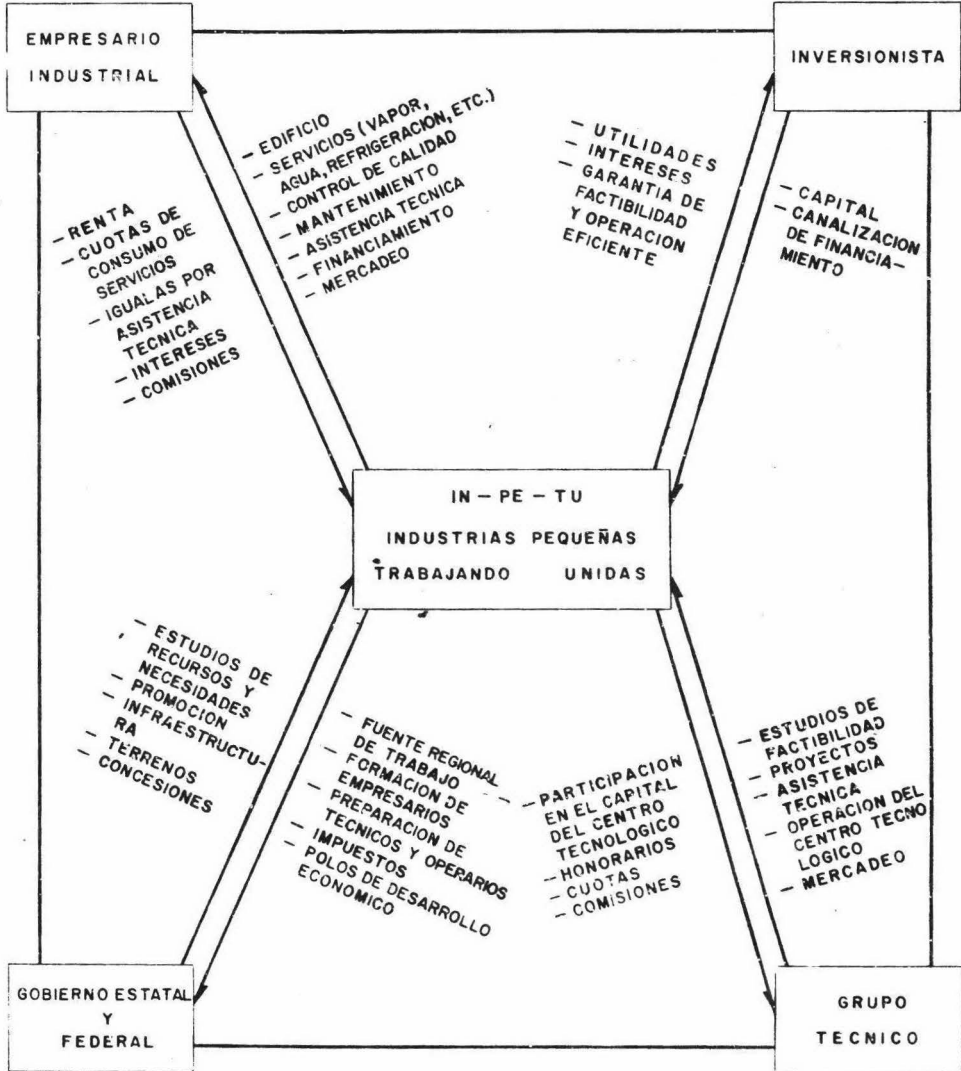 EMPRESARIO
INDUSTRIAL
INVERSIONISTA
– EDIFICIO
– SERVICIOS (VAPOR,
AGUA, REFRIGERACION, ETC.)
– CONTROL DE CALIDAD
– MANTENIMIENTO
– ASISTENCIA TECNICA
– FINANCIAMIENTO
– MERCADEO
– RENTA
– CUOTAS DE
CONSUMO DE
SERVICIOS
– IGUALAS POR
ASISTENCIA
TECNICA
– INTERESES
– COMISIONES
– UTILIDADES
– INTERESES
– GARANTIA DE
FACTIBILIDAD
Y OPERACION
EFICIENTE
– CAPITAL
– CANALIZACION
DE FINANCIA–
MIENTO
IN – PE – TU
INDUSTRIAS PEQUEÑAS
TRABAJANDO UNIDAS
– ESTUDIOS DE
RECURSOS Y
NECESIDADES
– PROMOCION
– INFRAESTRUCTU–
RA
– TERRENOS
– CONCESIONES
– FUENTE REGIONAL
DE TRABAJO
– FORMACION DE
EMPRESARIOS
– PREPARACION DE
TECNICOS Y OPERARIOS
– IMPUESTOS
– POLOS DE DESARROLLO
ECONOMICO
– PARTICIPACION
EN EL CAPITAL
DEL CENTRO
TECNOLOGICO
– HONORARIOS
– CUOTAS
– COMISIONES
– ESTUDIOS DE
FACTIBILIDAD
– PROYECTOS
– ASISTENCIA
TECNICA
– OPERACION DEL
CENTRO TECNO
LOGICO
– MERCADEO
GOBIERNO ESTATAL
Y
FEDERAL
GRUPO
TECNICO